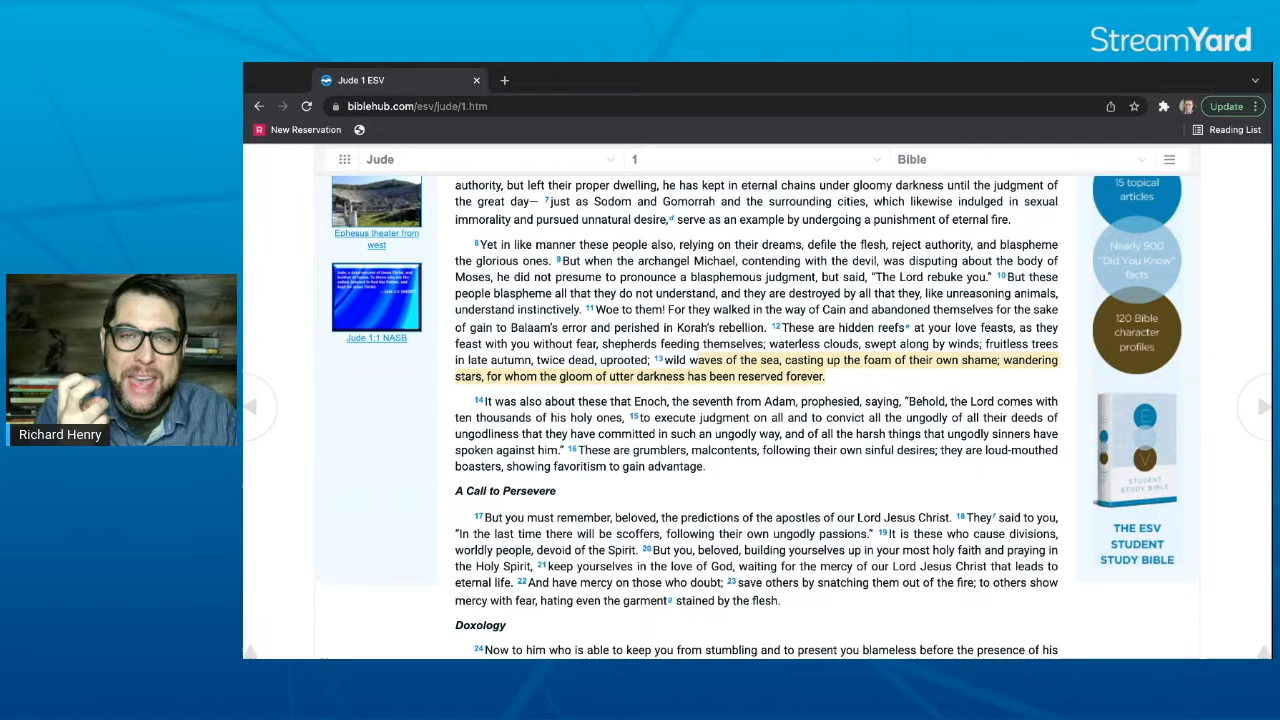 StreamYard
Jude 1 ESV
biblehub.com/esv/jude/1.htm
Update
New Reservation
Reading List
Jude
1
Bible
Ephesus theater from
west
Jude 1:1 NASB
authority, but left their proper dwelling, he has kept in eternal chains under gloomy darkness until the judgment of
the great day— 7just as Sodom and Gomorrah and the surrounding cities, which likewise indulged in sexual
immorality and pursued unnatural desire,d serve as an example by undergoing a punishment of eternal fire.
8Yet in like manner these people also, relying on their dreams, defile the flesh, reject authority, and blaspheme
the glorious ones. 9But when the archangel Michael, contending with the devil, was disputing about the body of
Moses, he did not presume to pronounce a blasphemous judgment, but said, “The Lord rebuke you.” 10But these
people blaspheme all that they do not understand, and they are destroyed by all that they, like unreasoning animals,
understand instinctively. 11Woe to them! For they walked in the way of Cain and abandoned themselves for the sake
of gain to Balaam’s error and perished in Korah’s rebellion. 12These are hidden reefse at your love feasts, as they
feast with you without fear, shepherds feeding themselves; waterless clouds, swept along by winds; fruitless trees
in late autumn, twice dead, uprooted; 13wild waves of the sea, casting up the foam of their own shame; wandering
stars, for whom the gloom of utter darkness has been reserved forever.
14It was also about these that Enoch, the seventh from Adam, prophesied, saying, “Behold, the Lord comes with
ten thousands of his holy ones, 15to execute judgment on all and to convict all the ungodly of all their deeds of
ungodliness that they have committed in such an ungodly way, and of all the harsh things that ungodly sinners have
spoken against him.” 16These are grumblers, malcontents, following their own sinful desires; they are loud-mouthed
boasters, showing favoritism to gain advantage.
A Call to Persevere
17But you must remember, beloved, the predictions of the apostles of our Lord Jesus Christ. 18Theyf said to you,
“In the last time there will be scoffers, following their own ungodly passions.” 19It is these who cause divisions,
worldly people, devoid of the Spirit. 20But you, beloved, building yourselves up in your most holy faith and praying in
the Holy Spirit, 21keep yourselves in the love of God, waiting for the mercy of our Lord Jesus Christ that leads to
eternal life. 22And have mercy on those who doubt; 23save others by snatching them out of the fire; to others show
mercy with fear, hating even the garmentg stained by the flesh.
Doxology
24Now to him who is able to keep you from stumbling and to present you blameless before the presence of his
15 topical
articles
Nearly 900
"Did You Know"
facts
120 Bible
character
profiles
E
S
V
STUDENT
STUDY BIBLE
THE ESV
STUDENT
STUDY BIBLE
Richard Henry